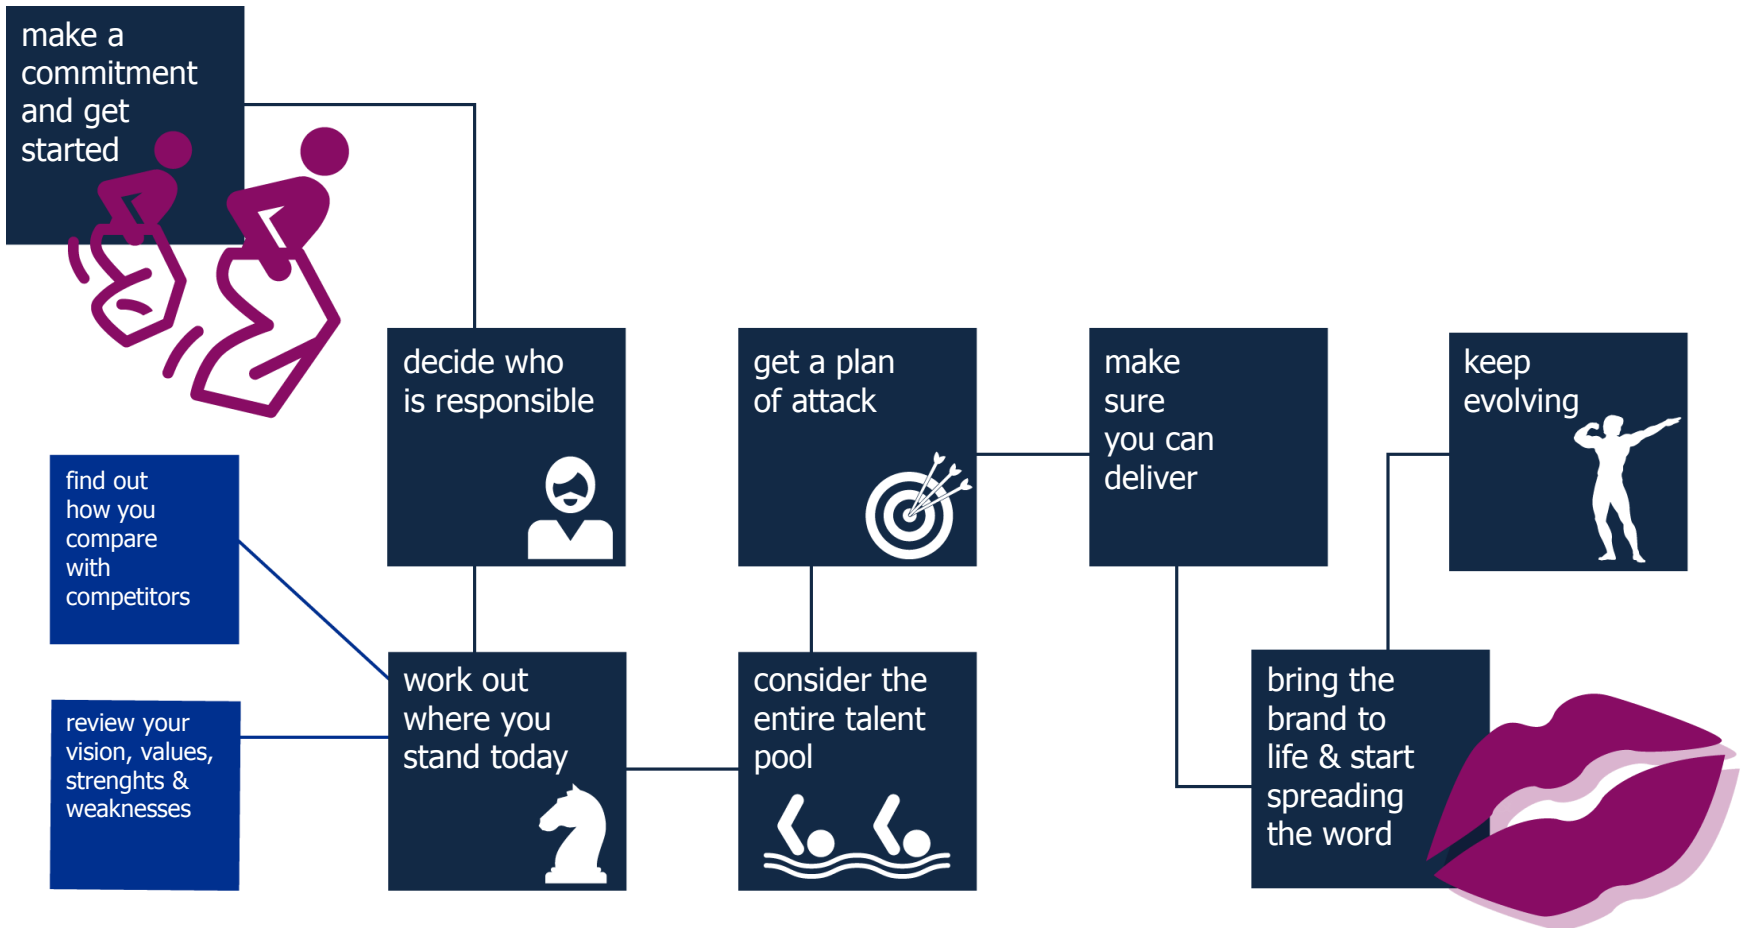 make a
commitment
and get
started
decide who
is responsible
get a plan
of attack
make
sure
you can
deliver
keep
evolving
find out
how you
compare
with
competitors
review your
vision, values,
strenghts &
weaknesses
work out
where you
stand today
consider the
entire talent
pool
bring the
brand to
life & start
spreading
the word